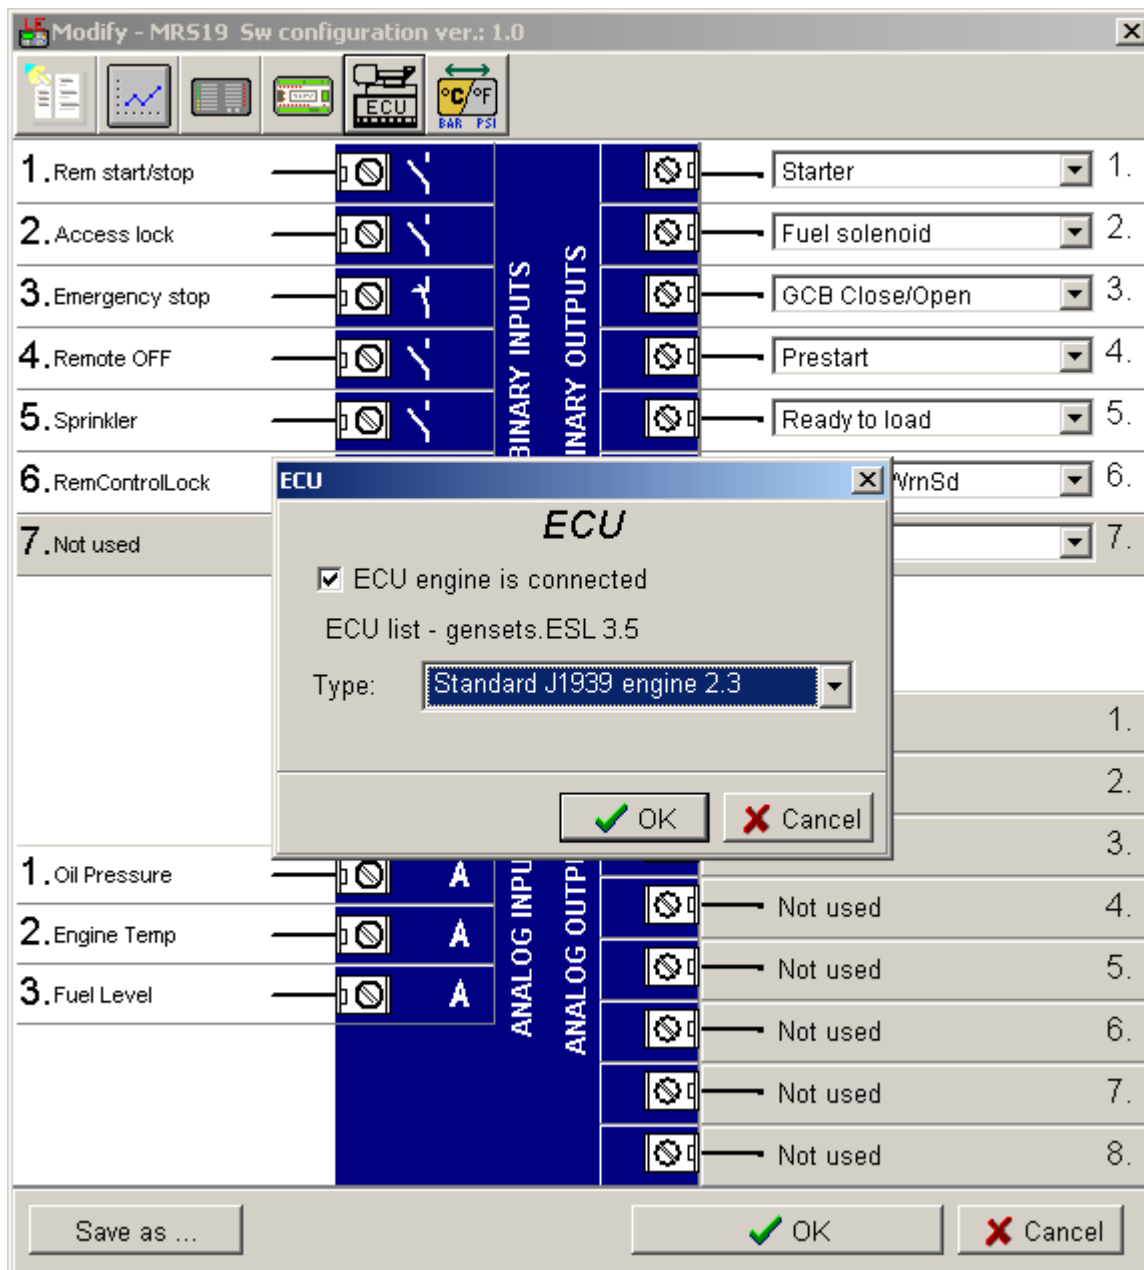 Modify - MRS19 Sw configuration ver.: 1.0
ECU
°C/°F
BAR PSI
1. Rem start/stop
2. Access lock
3. Emergency stop
4. Remote OFF
5. Sprinkler
6. RemControlLock
7. Not used
BINARY INPUTS
BINARY OUTPUTS
Starter 1.
Fuel solenoid 2.
GCB Close/Open 3.
Prestart 4.
Ready to load 5.
WrnSd 6.
7.
ECU
ECU
ECU engine is connected
ECU list - gensets.ESL 3.5
Type: Standard J1939 engine 2.3
OK Cancel
1. Oil Pressure
2. Engine Temp
3. Fuel Level
A
A
A
ANALOG INPU
ANALOG OUTP
1.
2.
3.
Not used 4.
Not used 5.
Not used 6.
Not used 7.
Not used 8.
Save as ... OK Cancel